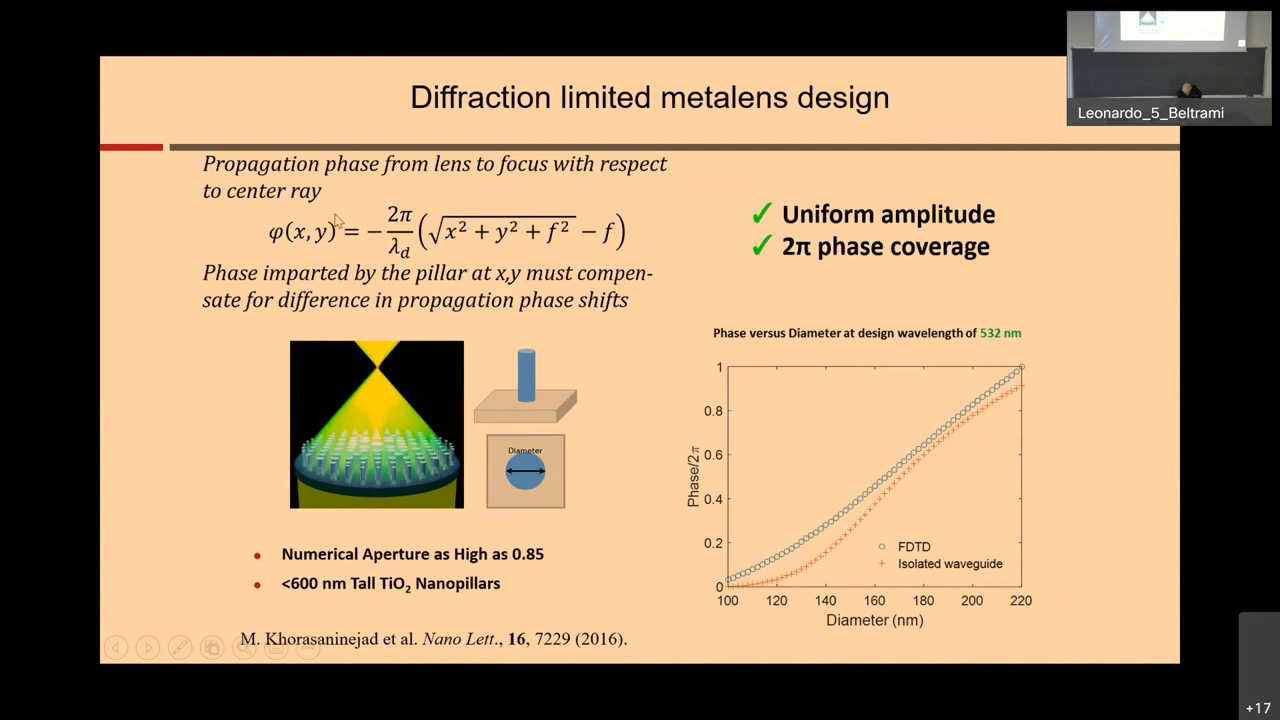 Diffraction limited metalens design
Leonardo_5_Beltrami
Propagation phase from lens to focus with respect
to center ray
φ(x, y) = − 2π/λd (√x² + y² + f² − f)
Phase imparted by the pillar at x,y must compen-
sate for difference in propagation phase shifts
✓ Uniform amplitude
✓ 2π phase coverage
Diameter
Phase versus Diameter at design wavelength of 532 nm
1
0.8
0.6
0.4
0.2
0
Phase/2π
FDTD
Isolated waveguide
100 120 140 160 180 200 220
Diameter (nm)
• Numerical Aperture as High as 0.85
• <600 nm Tall TiO2 Nanopillars
M. Khorasaninejad et al. Nano Lett., 16, 7229 (2016).
+17